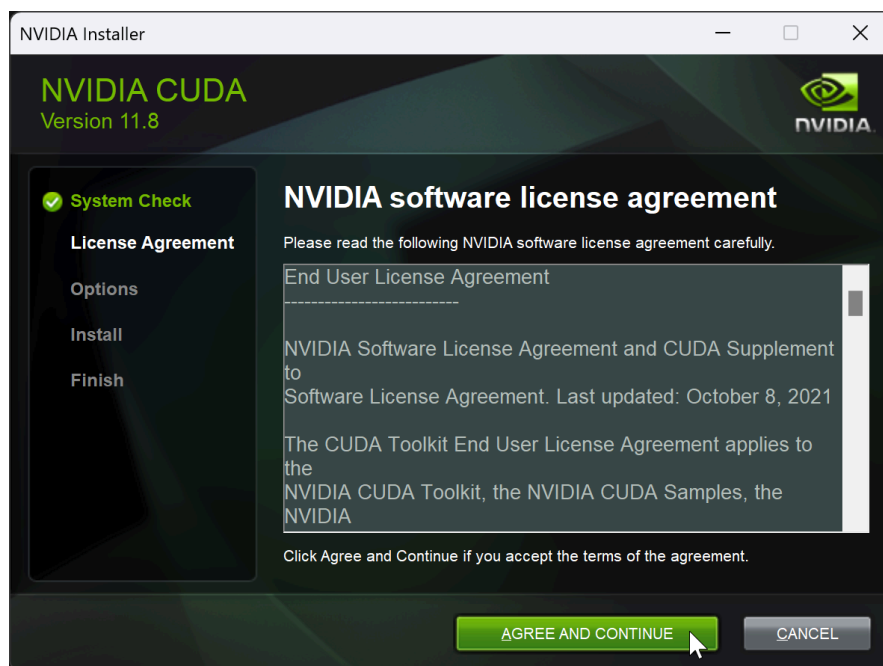 NVIDIA Installer
NVIDIA CUDA
Version 11.8
NVIDIA.
System Check
License Agreement
Options
Install
Finish
NVIDIA software license agreement
Please read the following NVIDIA software license agreement carefully.
End User License Agreement
--------------------------
NVIDIA Software License Agreement and CUDA Supplement
to
Software License Agreement. Last updated: October 8, 2021
The CUDA Toolkit End User License Agreement applies to
the
NVIDIA CUDA Toolkit, the NVIDIA CUDA Samples, the
NVIDIA
Click Agree and Continue if you accept the terms of the agreement.
AGREE AND CONTINUE
CANCEL